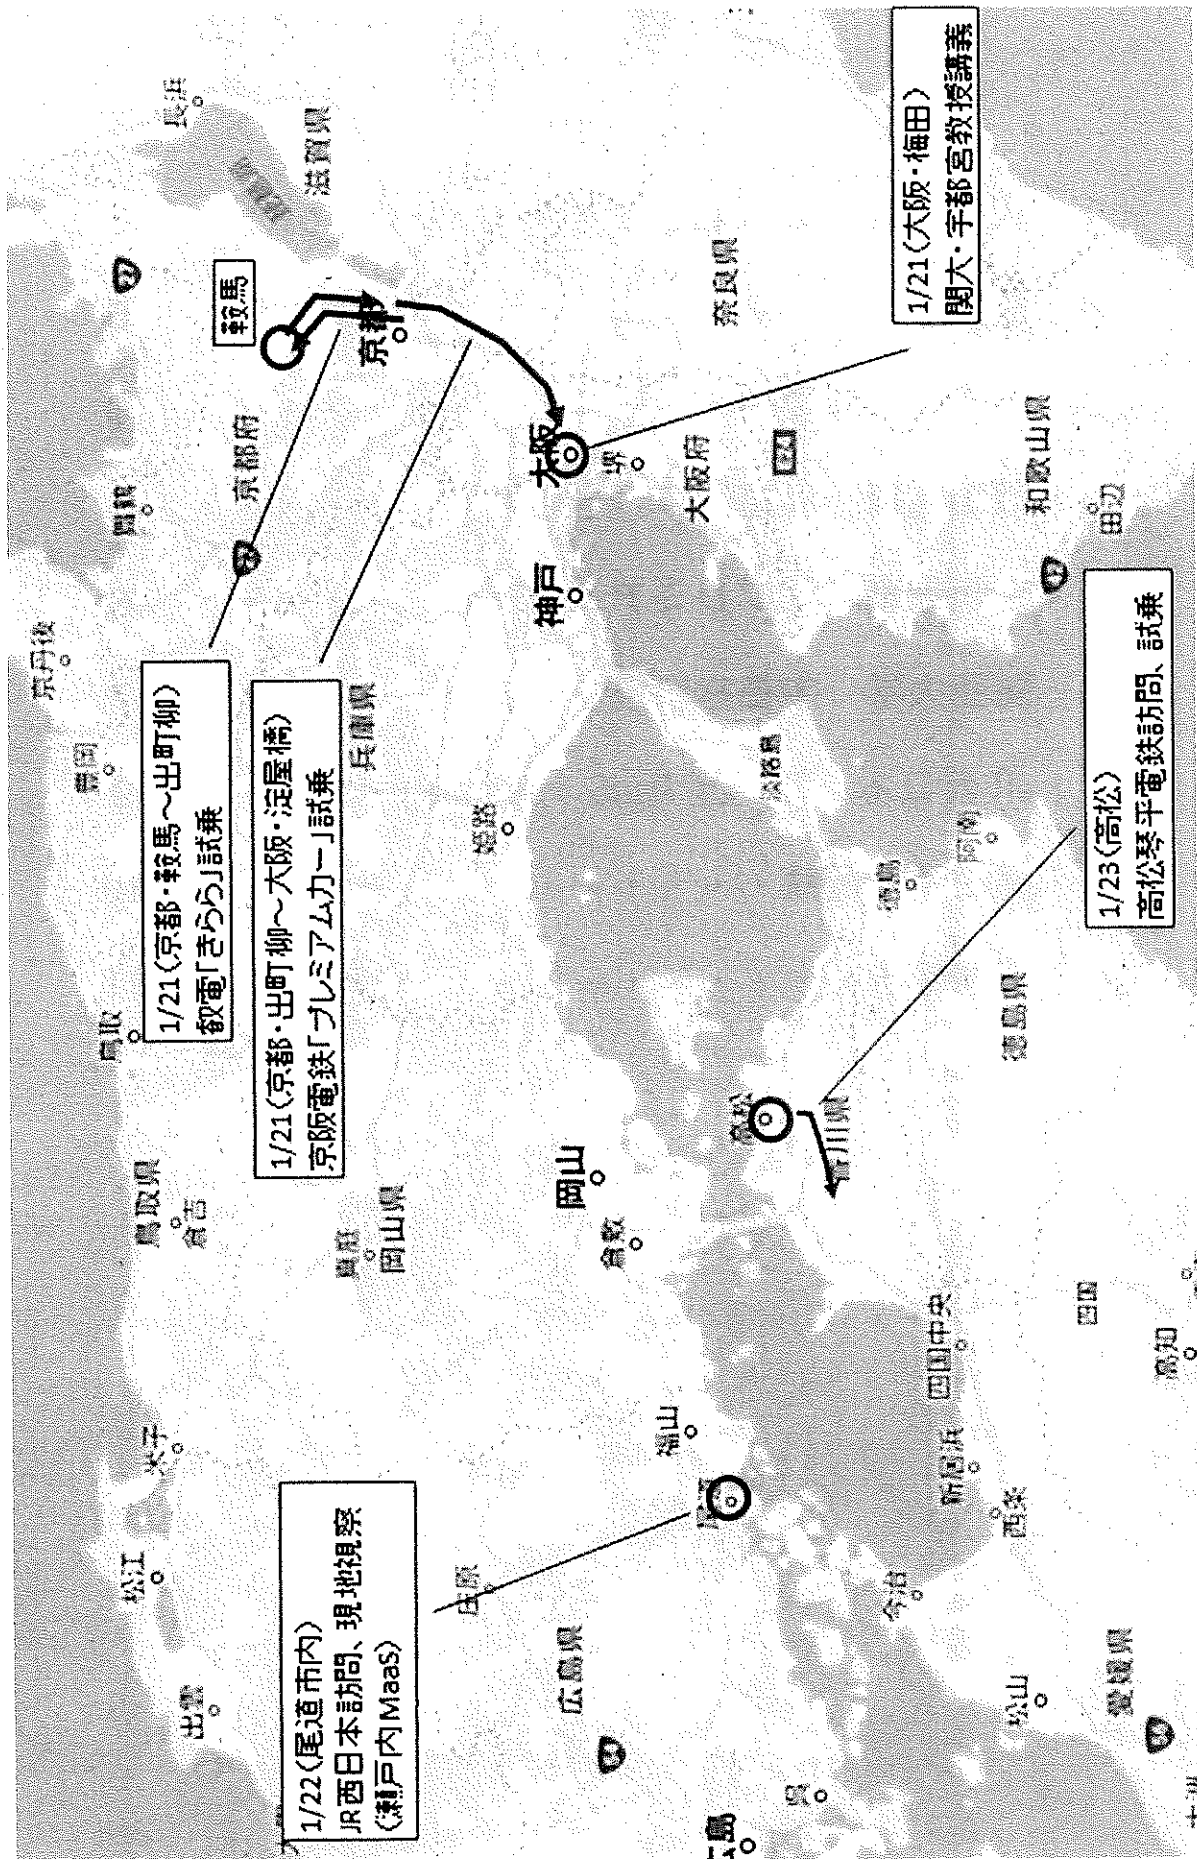 1/22(尾道市内)
JR西日本訪問、現地視察
(瀬戸内MaaS)
1/21(京都・鞍馬～出町柳)
叡電「きらら」試乗
1/21(京都・出町柳～大阪・淀屋橋)
京阪電鉄「プレミアムカー」試乗
鞍馬
1/21(大阪・梅田)
関大・宇都宮教授講義
1/23(高松)
高松琴平電鉄訪問、試乗
出雲
松江
米子
鳥取県
倉吉
鳥取
豊岡
京丹後
舞鶴
京都府
長浜
滋賀県
京都
庄原
真庭
岡山県
兵庫県
姫路
神戸
大阪
堺
大阪府
奈良県
広島県
福山
倉敷
岡山
高松
香川県
淡路島
和歌山県
田辺
呉
今治
西条
新居浜
四国中央
徳島県
徳島
阿南
松山
愛媛県
四国
高知